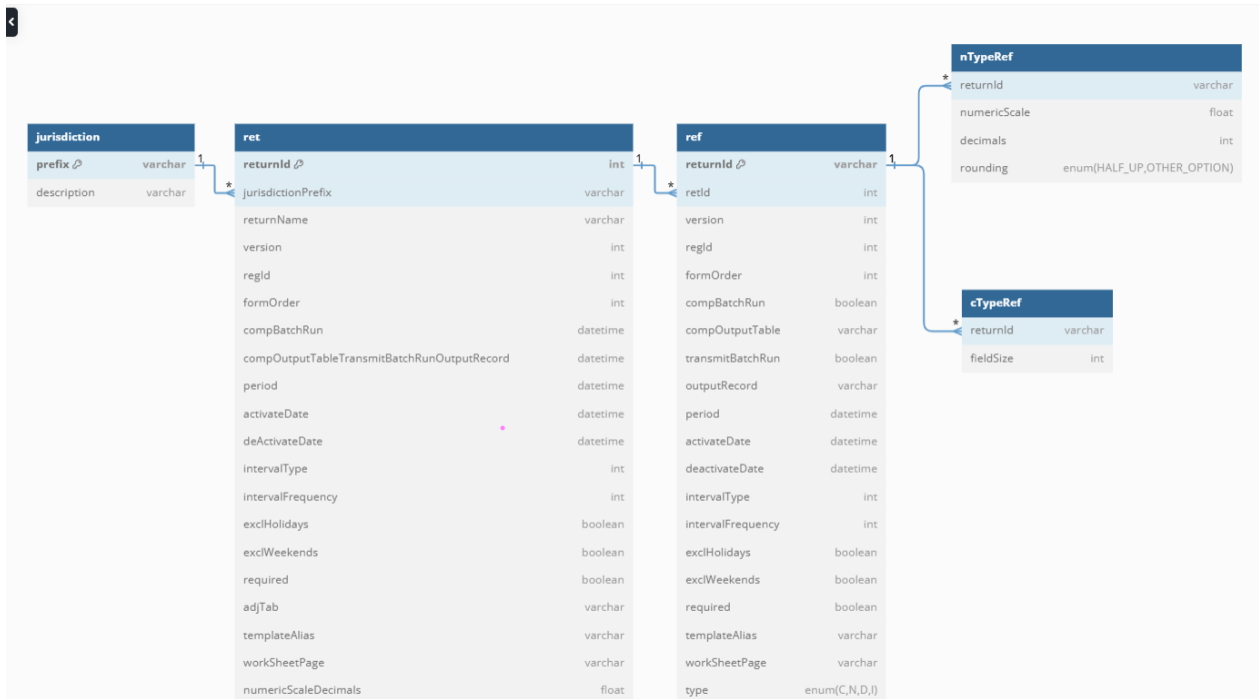 jurisdiction
prefix varchar
description varchar
1
*
ret
returnId int
jurisdictionPrefix varchar
returnName varchar
version int
regId int
formOrder int
compBatchRun datetime
compOutputTableTransmitBatchRunOutputRecord datetime
period datetime
activateDate datetime
deActivateDate datetime
intervalType int
intervalFrequency int
exclHolidays boolean
exclWeekends boolean
required boolean
adjTab varchar
templateAlias varchar
workSheetPage varchar
numericScaleDecimals float
1
*
ref
returnId varchar
retId int
version int
regId int
formOrder int
compBatchRun boolean
compOutputTable varchar
transmitBatchRun boolean
outputRecord varchar
period datetime
activateDate datetime
deactivateDate datetime
intervalType int
intervalFrequency int
exclHolidays boolean
exclWeekends boolean
required boolean
templateAlias varchar
workSheetPage varchar
type enum(C,N,D,I)
1
*
nTypeRef
returnId varchar
numericScale float
decimals int
rounding enum(HALF_UP,OTHER_OPTION)
*
cTypeRef
returnId varchar
fieldSize int